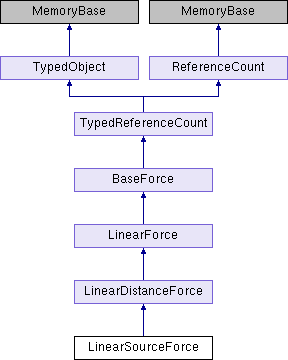 MemoryBase MemoryBase
TypedObject ReferenceCount
TypedReferenceCount
BaseForce
LinearForce
LinearDistanceForce
LinearSourceForce